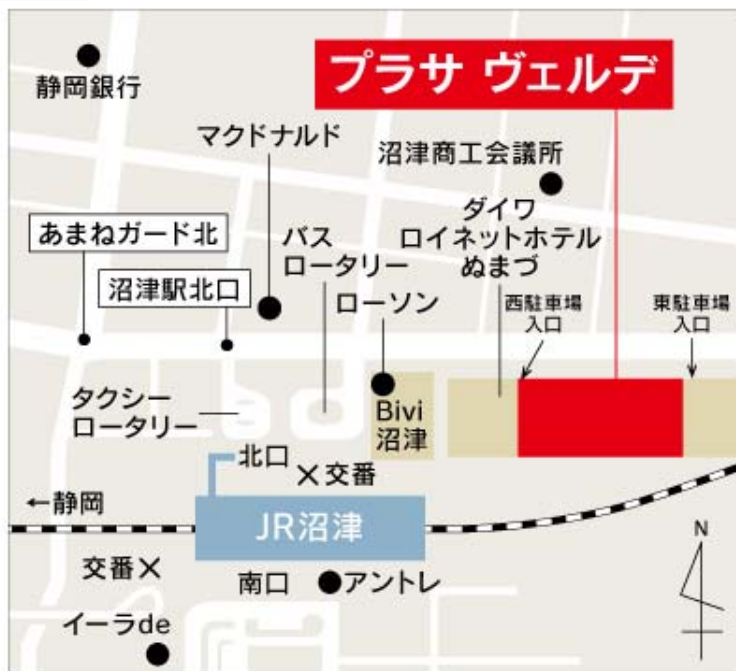 静岡銀行
プラサ ヴェルデ
マクドナルド
沼津商工会議所
あまねガード北
バス
ロータリー
ダイワ
ロイネットホテル
ぬまづ
沼津駅北口
ローソン
西駐車場
入口
東駐車場
入口
タクシー
ロータリー
Bivi
沼津
北口
交番
←静岡
JR沼津
交番
南口
アントレ
イーラde
N